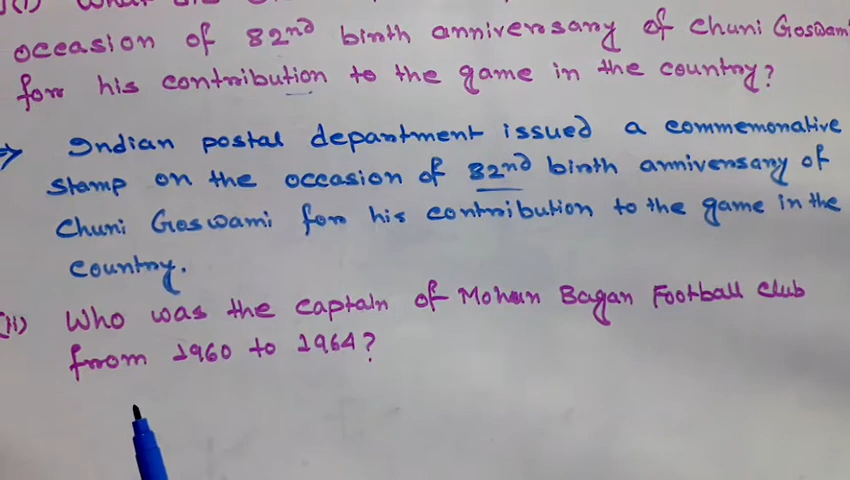 occasion of 82nd birth anniversary of Chuni Goswami
for his contribution to the game in the country?
⇒ Indian postal department issued a commemorative
stamp on the occasion of 82nd birth anniversary of
Chuni Goswami for his contribution to the game in the
country.
(ii) Who was the captain of Mohun Bagan Football club
from 1960 to 1964?